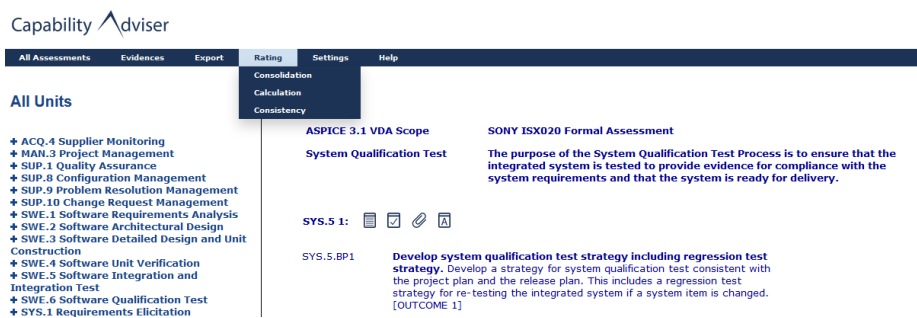 Capability Adviser
All Assessments Evidences Export Rating Settings Help
Consolidation
Calculation
Consistency
All Units
+ ACQ.4 Supplier Monitoring
+ MAN.3 Project Management
+ SUP.1 Quality Assurance
+ SUP.8 Configuration Management
+ SUP.9 Problem Resolution Management
+ SUP.10 Change Request Management
+ SWE.1 Software Requirements Analysis
+ SWE.2 Software Architectural Design
+ SWE.3 Software Detailed Design and Unit
Construction
+ SWE.4 Software Unit Verification
+ SWE.5 Software Integration and
Integration Test
+ SWE.6 Software Qualification Test
+ SYS.1 Requirements Elicitation
ASPICE 3.1 VDA Scope SONY ISX020 Formal Assessment
System Qualification Test The purpose of the System Qualification Test Process is to ensure that the
integrated system is tested to provide evidence for compliance with the
system requirements and that the system is ready for delivery.
SYS.5 1: A
SYS.5.BP1 Develop system qualification test strategy including regression test
strategy. Develop a strategy for system qualification test consistent with
the project plan and the release plan. This includes a regression test
strategy for re-testing the integrated system if a system item is changed.
[OUTCOME 1]